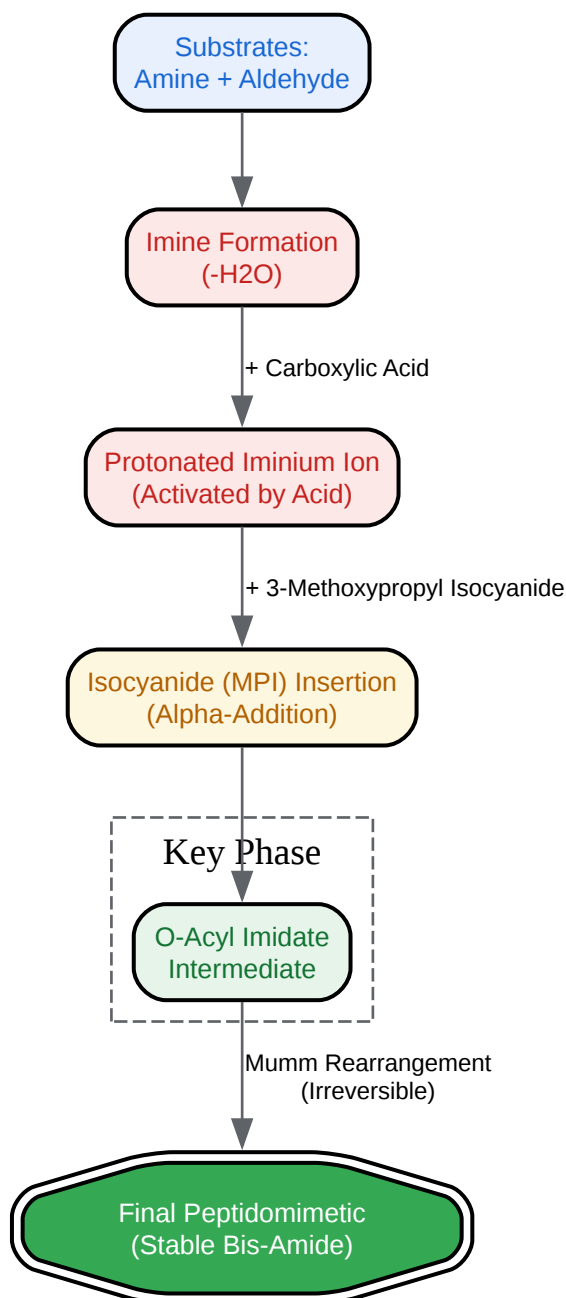 Substrates:
Amine + Aldehyde
Imine Formation
(-H2O)
+ Carboxylic Acid
Protonated Iminium Ion
(Activated by Acid)
+ 3-Methoxypropyl Isocyanide
Isocyanide (MPI) Insertion
(Alpha-Addition)
Key Phase
O-Acyl Imidate
Intermediate
Mumm Rearrangement
(Irreversible)
Final Peptidomimetic
(Stable Bis-Amide)